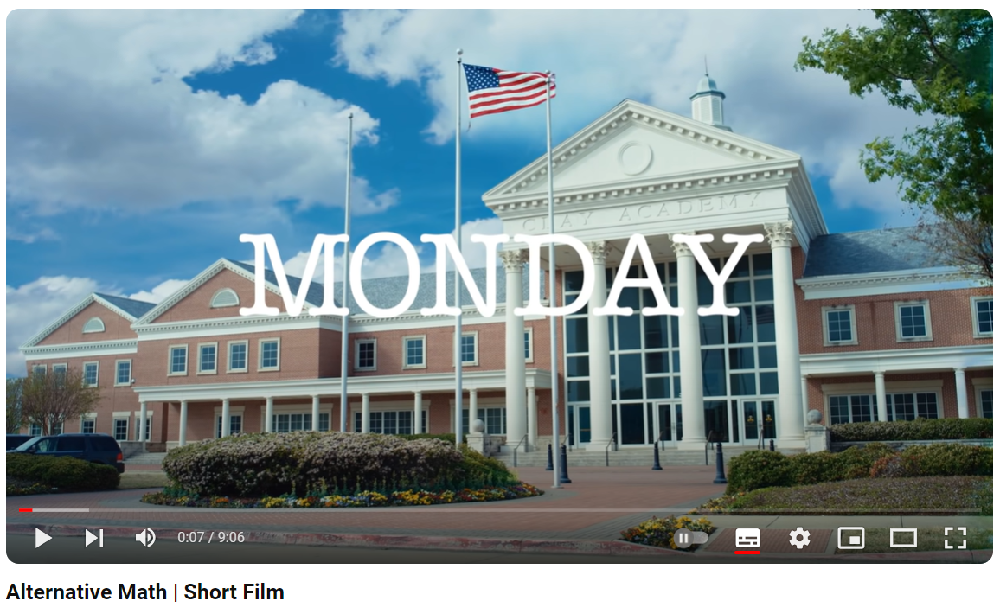 CLAY ACADEMY
MONDAY
0:07 / 9:06
Alternative Math | Short Film